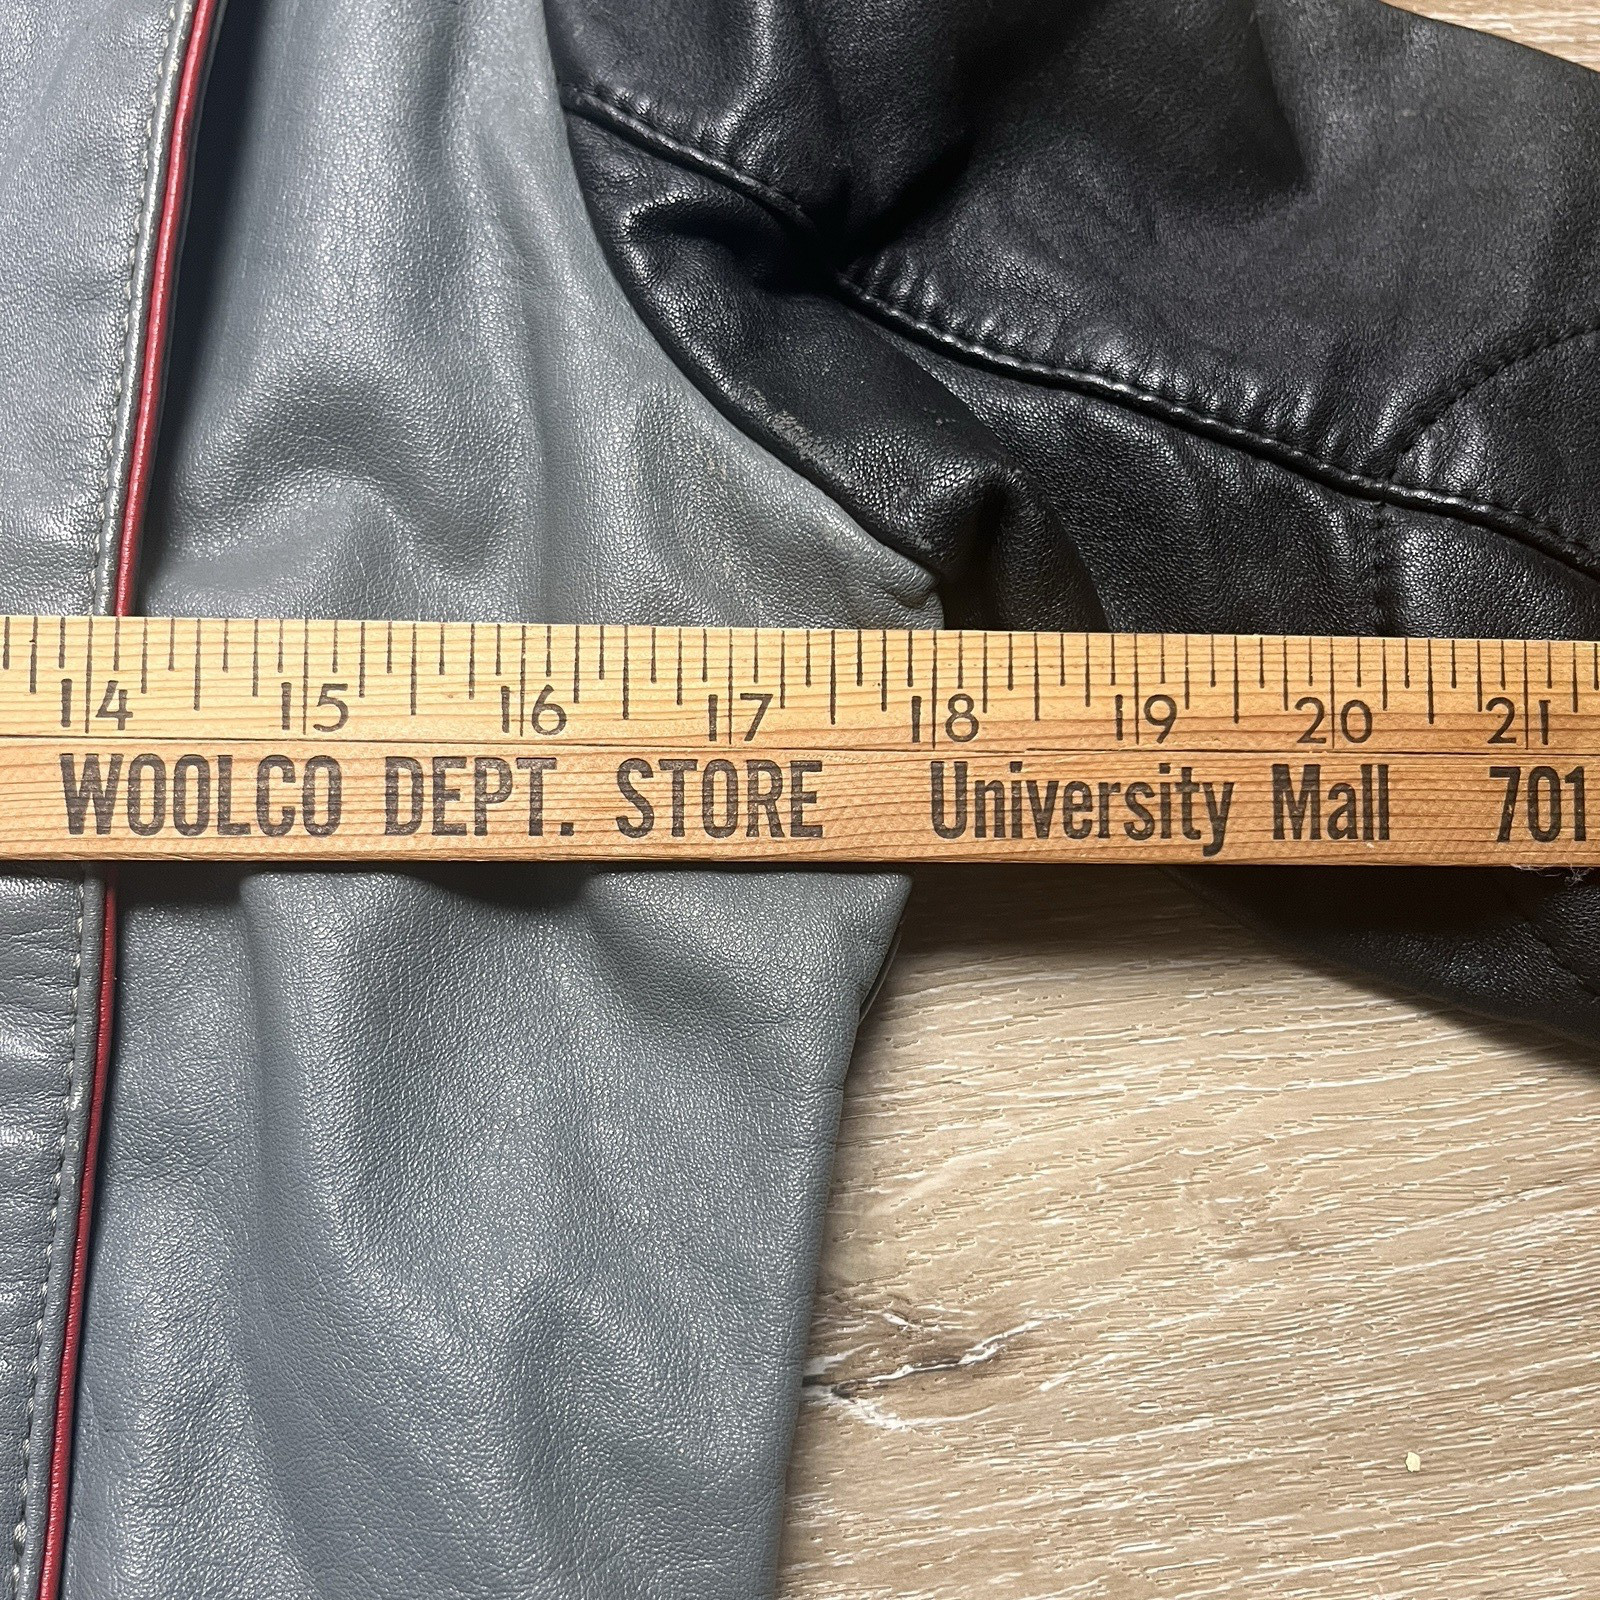 14 15 16 17 18 19 20 21
WOOLCO DEPT. STORE University Mall 701